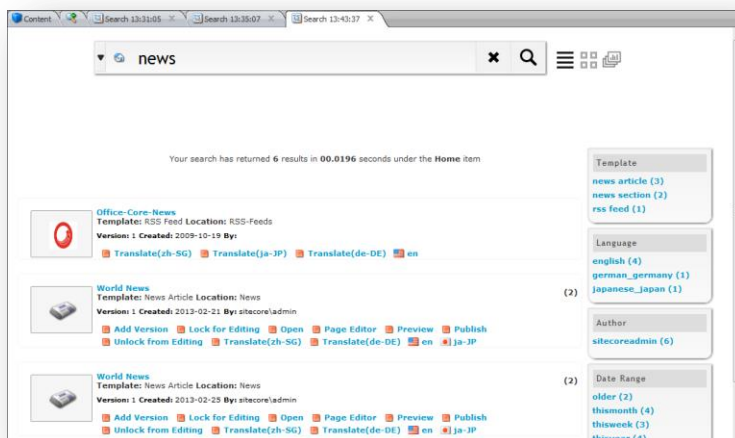 Content
Search 13:31:05 X
Search 13:35:07 X
Search 13:43:37 X
news
Your search has returned 6 results in 00.0196 seconds under the Home item
Office-Core-News
Template: RSS Feed Location: RSS-Feeds
Version: 1 Created: 2009-10-19 By:
Translate(zh-SG) Translate(ja-JP) Translate(de-DE) en
World News (2)
Template: News Article Location: News
Version: 1 Created: 2013-02-21 By: sitecore\admin
Add Version Lock for Editing Open Page Editor Preview Publish
Unlock from Editing Translate(zh-SG) Translate(de-DE) en ja-JP
World News (2)
Template: News Article Location: News
Version: 1 Created: 2013-02-25 By: sitecore\admin
Add Version Lock for Editing Open Page Editor Preview Publish
Unlock from Editing Translate(zh-SG) Translate(de-DE) en ja-JP
Template
news article (3)
news section (2)
rss feed (1)
Language
english (4)
german_germany (1)
japanese_japan (1)
Author
sitecoreadmin (6)
Date Range
older (2)
thismonth (4)
thisweek (3)
thisyear (4)